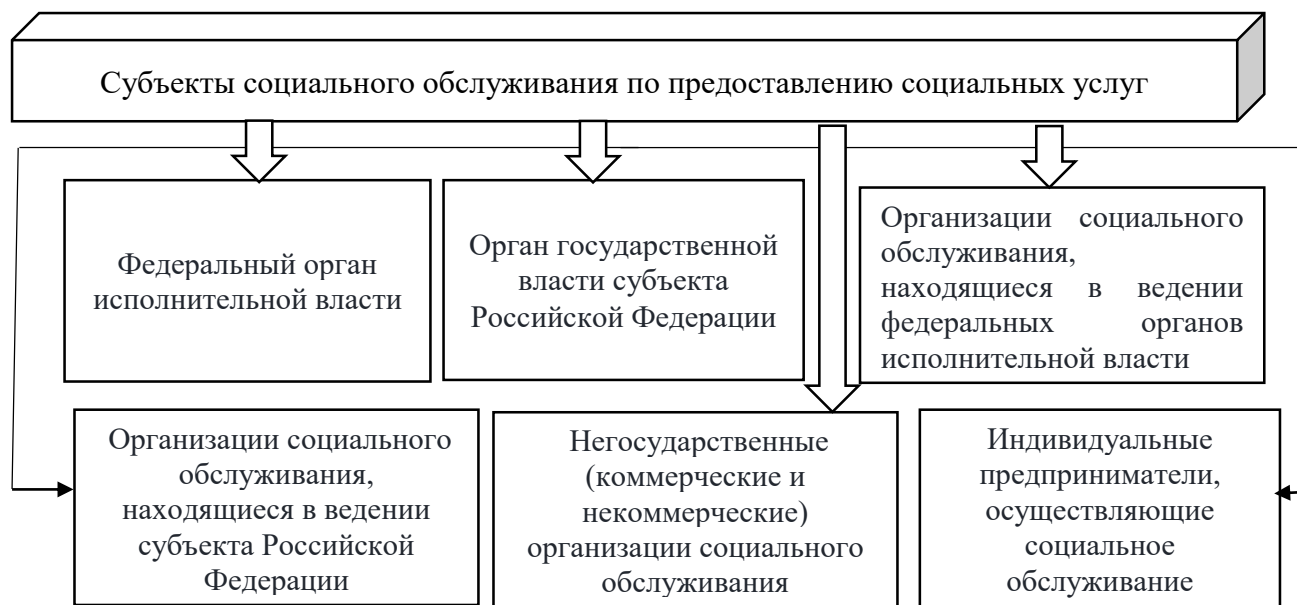 Субъекты социального обслуживания по предоставлению социальных услуг
Федеральный орган
исполнительной власти
Орган государственной
власти субъекта
Российской Федерации
Организации социального
обслуживания,
находящиеся в ведении
федеральных органов
исполнительной власти
Организации социального
обслуживания,
находящиеся в ведении
субъекта Российской
Федерации
Негосударственные
(коммерческие и
некоммерческие)
организации социального
обслуживания
Индивидуальные
предприниматели,
осуществляющие
социальное
обслуживание